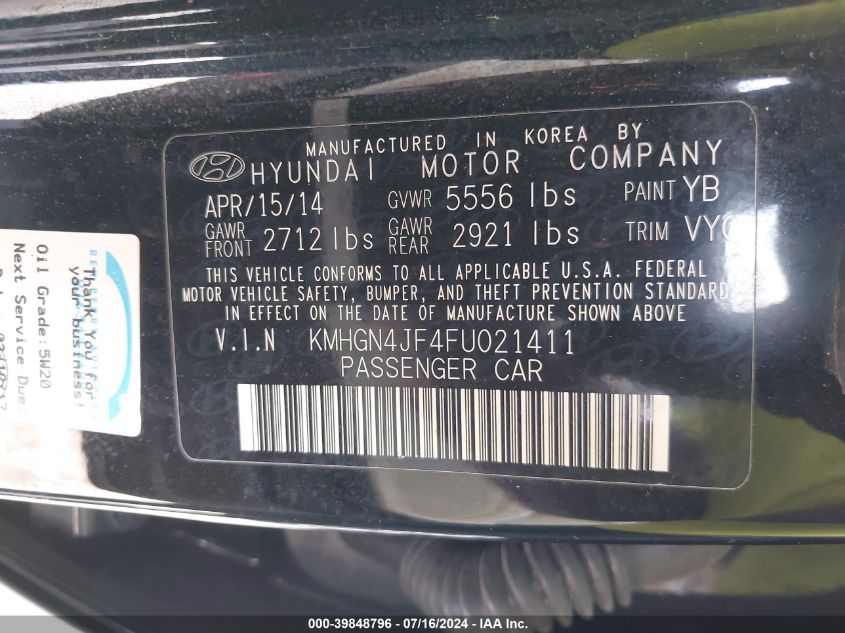 MANUFACTURED IN KOREA BY
HYUNDAI MOTOR COMPANY
APR/15/14 GVWR 5556 lbs PAINT YB
GAWR FRONT 2712 lbs GAWR REAR 2921 lbs TRIM VYC
THIS VEHICLE CONFORMS TO ALL APPLICABLE U.S.A. FEDERAL
MOTOR VEHICLE SAFETY, BUMPER, AND THEFT PREVENTION STANDARD
IN EFFECT ON THE DATE OF MANUFACTURE SHOWN ABOVE
V.I.N KMHGN4JF4FU021411
PASSENGER CAR
Thank You for
your business!
Oil Grade: 5W20
Next Service Due:
000-39848796 - 07/16/2024 - © IAA Inc.